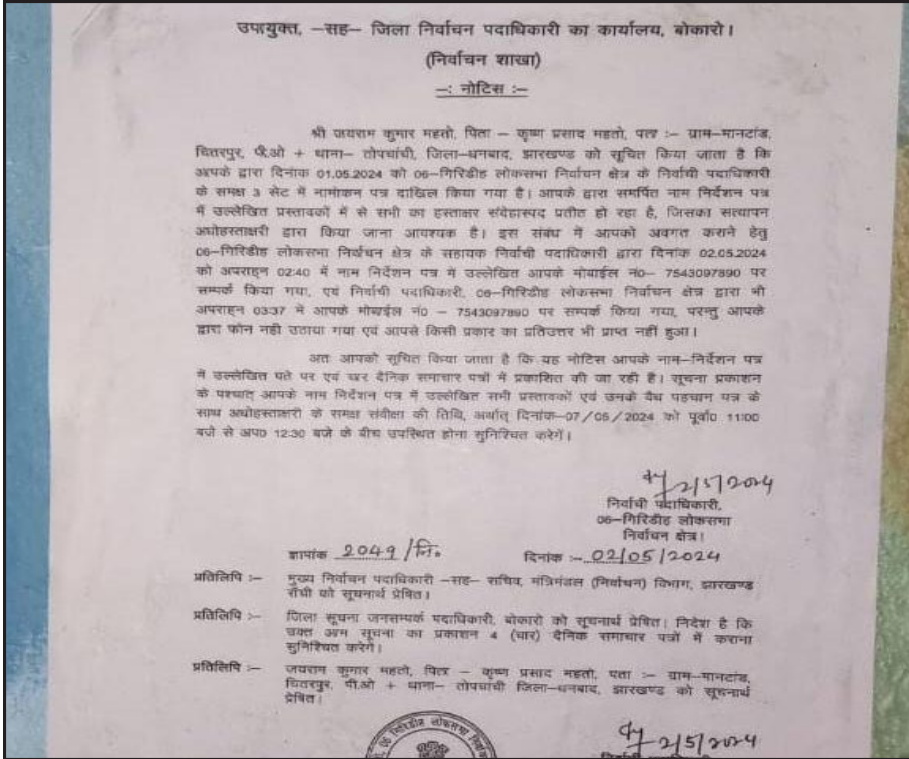 उपायुक्त, –सह– जिला निर्वाचन पदाधिकारी का कार्यालय, बोकारो।
(निर्वाचन शाखा)
–: नोटिस :–
श्री जयराम कुमार महतो, पिता – कृष्ण प्रसाद महतो, पता :– ग्राम–मानटांड,
चितरपुर, पी.ओ + थाना– तोपचांची, जिला–धनबाद, झारखण्ड को सूचित किया जाता है कि
आपके द्वारा दिनांक 01.05.2024 को 06–गिरिडीह लोकसभा निर्वाचन क्षेत्र के निर्वाची पदाधिकारी
के समक्ष 3 सेट में नामांकन पत्र दाखिल किया गया है। आपके द्वारा समर्पित नाम निर्देशन पत्र
में उल्लेखित प्रस्तावकों में से सभी का हस्ताक्षर संदेहास्पद प्रतीत हो रहा है, जिसका सत्यापन
अधोहस्ताक्षरी द्वारा किया जाना आवश्यक है। इस संबंध में आपको अवगत कराने हेतु
06–गिरिडीह लोकसभा निर्वाचन क्षेत्र के सहायक निर्वाची पदाधिकारी द्वारा दिनांक 02.05.2024
को अपराहन 02:40 में नाम निर्देशन पत्र में उल्लेखित आपके मोबाईल नं०– 7543097890 पर
सम्पर्क किया गया, एवं निर्वाची पदाधिकारी, 06–गिरिडीह लोकसभा निर्वाचन क्षेत्र द्वारा भी
अपराहन 03:37 में आपके मोबाईल नं० – 7543097890 पर सम्पर्क किया गया, परन्तु आपके
द्वारा फोन नही उठाया गया एवं आपसे किसी प्रकार का प्रतिउत्तर भी प्राप्त नहीं हुआ।
अतः आपको सूचित किया जाता है कि यह नोटिस आपके नाम–निर्देशन पत्र
में उल्लेखित पते पर एवं चार दैनिक समाचार पत्रों में प्रकाशित की जा रही है। सूचना प्रकाशन
के पश्चात् आपके नाम निर्देशन पत्र में उल्लेखित सभी प्रस्तावकों एवं उनके वैध पहचान पत्र के
साथ अधोहस्ताक्षरी के समक्ष संवीक्षा की तिथि, अर्थात् दिनांक–07/05/2024 को पूर्वा० 11:00
बजे से अप० 12:30 बजे के बीच उपस्थित होना सुनिश्चित करेगें।
2/5/2024
निर्वाची पदाधिकारी,
06–गिरिडीह लोकसभा
निर्वाचन क्षेत्र।
ज्ञापांक 2049/नि० दिनांक :– 02/05/2024
प्रतिलिपि :– मुख्य निर्वाचन पदाधिकारी –सह– सचिव, मंत्रिमंडल (निर्वाचन) विभाग, झारखण्ड
राँची को सूचनार्थ प्रेषित।
प्रतिलिपि :– जिला सूचना जनसम्पर्क पदाधिकारी, बोकारो को सूचनार्थ प्रेषित। निदेश है कि
उक्त आम सूचना का प्रकाशन 4 (चार) दैनिक समाचार पत्रों में कराना
सुनिश्चित करेगें।
प्रतिलिपि :– जयराम कुमार महतो, पिता – कृष्ण प्रसाद महतो, पता :– ग्राम–मानटांड,
चितरपुर, पी.ओ + थाना– तोपचांची जिला–धनबाद, झारखण्ड को सूचनार्थ
प्रेषित।
06 गिरिडीह लोकसभा
2/5/2024